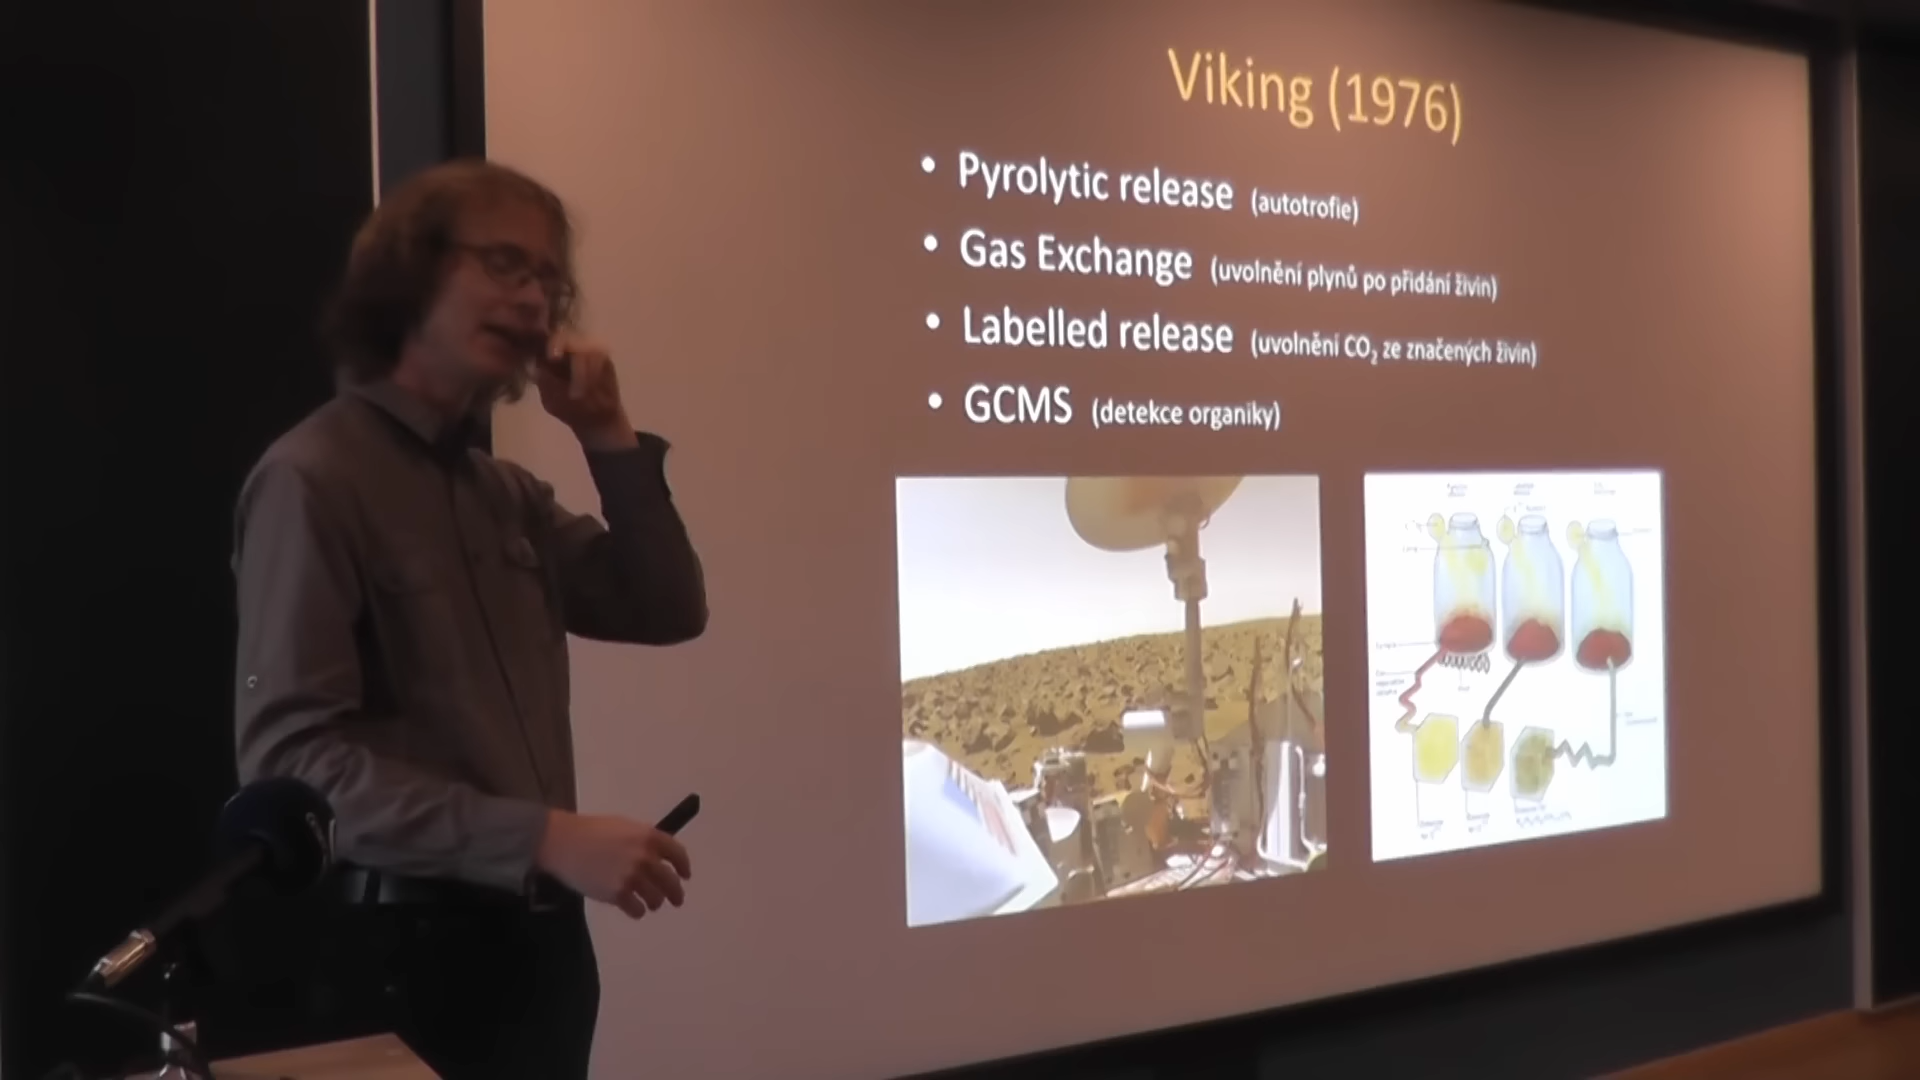 Viking (1976)
• Pyrolytic release (autotrofie)
• Gas Exchange (uvolnění plynů po přidání živin)
• Labelled release (uvolnění CO₂ ze značených živin)
• GCMS (detekce organiky)